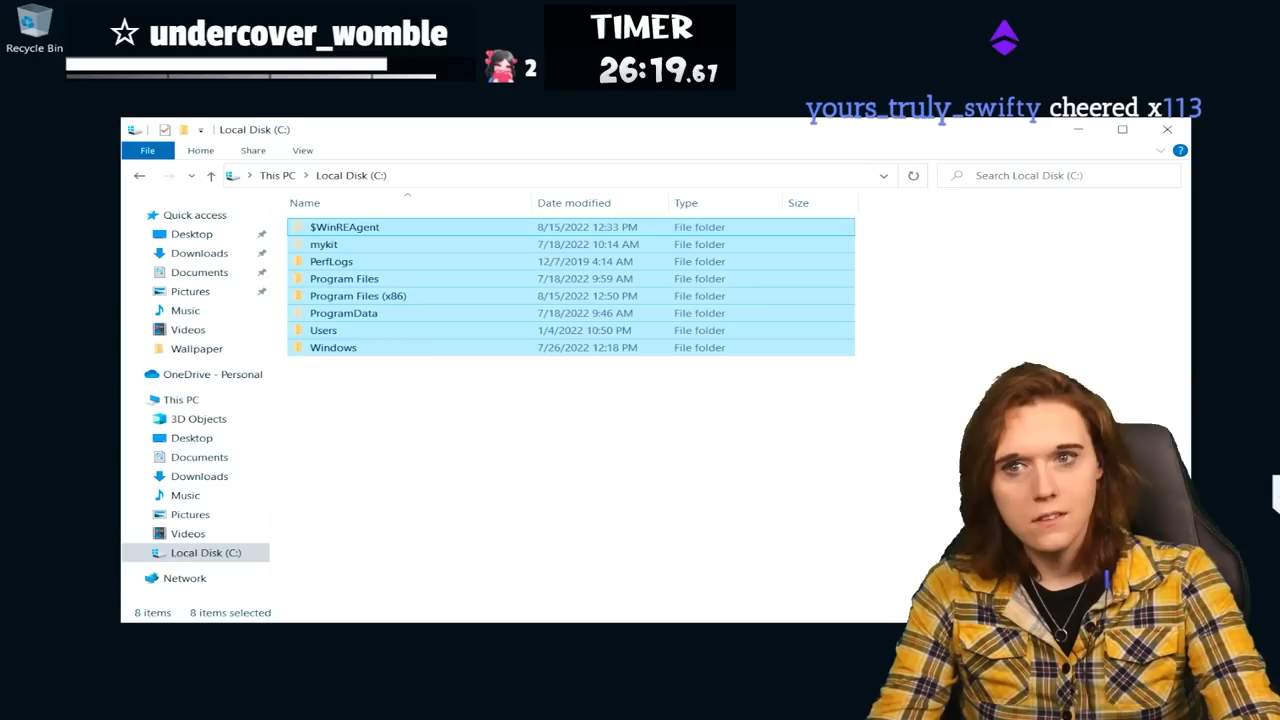 Recycle Bin
☆ undercover_womble
2
TIMER
26:19.67
yours_truly_swifty cheered x113
Local Disk (C:)
File Home Share View
This PC > Local Disk (C:)
Search Local Disk (C:)
Name Date modified Type Size
$WinREAgent 8/15/2022 12:33 PM File folder
mykit 7/18/2022 10:14 AM File folder
PerfLogs 12/7/2019 4:14 AM File folder
Program Files 7/18/2022 9:59 AM File folder
Program Files (x86) 8/15/2022 12:50 PM File folder
ProgramData 7/18/2022 9:46 AM File folder
Users 1/4/2022 10:50 PM File folder
Windows 7/26/2022 12:18 PM File folder
Quick access
Desktop
Downloads
Documents
Pictures
Music
Videos
Wallpaper
OneDrive - Personal
This PC
3D Objects
Desktop
Documents
Downloads
Music
Pictures
Videos
Local Disk (C:)
Network
8 items 8 items selected